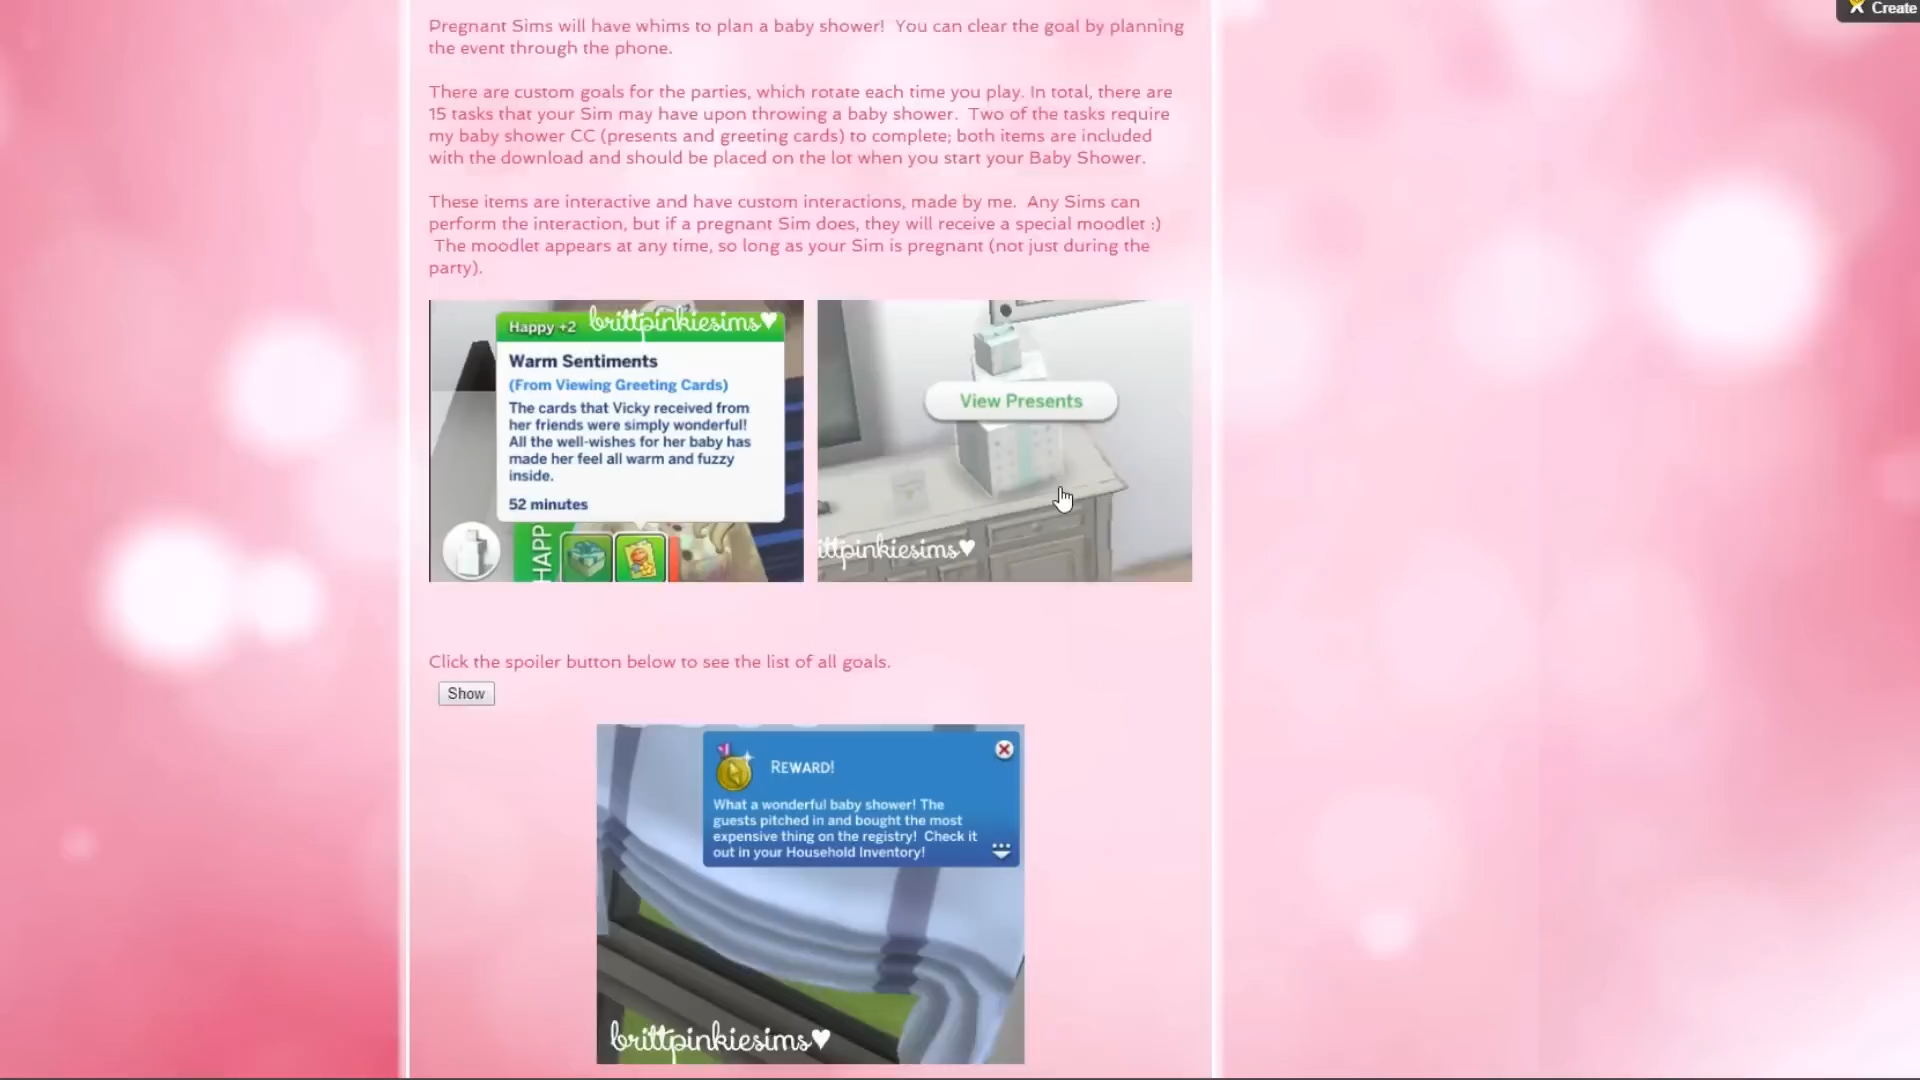 Create
Pregnant Sims will have whims to plan a baby shower!  You can clear the goal by planning
the event through the phone.
There are custom goals for the parties, which rotate each time you play. In total, there are
15 tasks that your Sim may have upon throwing a baby shower.  Two of the tasks require
my baby shower CC (presents and greeting cards) to complete; both items are included
with the download and should be placed on the lot when you start your Baby Shower.
These items are interactive and have custom interactions, made by me.  Any Sims can
perform the interaction, but if a pregnant Sim does, they will receive a special moodlet :)
The moodlet appears at any time, so long as your Sim is pregnant (not just during the
party).
Happy +2
brittpinkiesims♥
Warm Sentiments
(From Viewing Greeting Cards)
The cards that Vicky received from
her friends were simply wonderful!
All the well-wishes for her baby has
made her feel all warm and fuzzy
inside.
52 minutes
HAPP
View Presents
ittpinkiesims♥
Click the spoiler button below to see the list of all goals.
Show
REWARD!
What a wonderful baby shower! The
guests pitched in and bought the most
expensive thing on the registry!  Check it
out in your Household Inventory!
brittpinkiesims♥